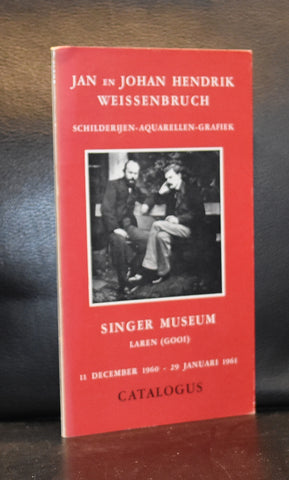 JAN EN JOHAN HENDRIK
WEISSENBRUCH
SCHILDERIJEN-AQUARELLEN-GRAFIEK
SINGER MUSEUM
LAREN (GOOI)
11 DECEMBER 1960 - 29 JANUARI 1961
CATALOGUS